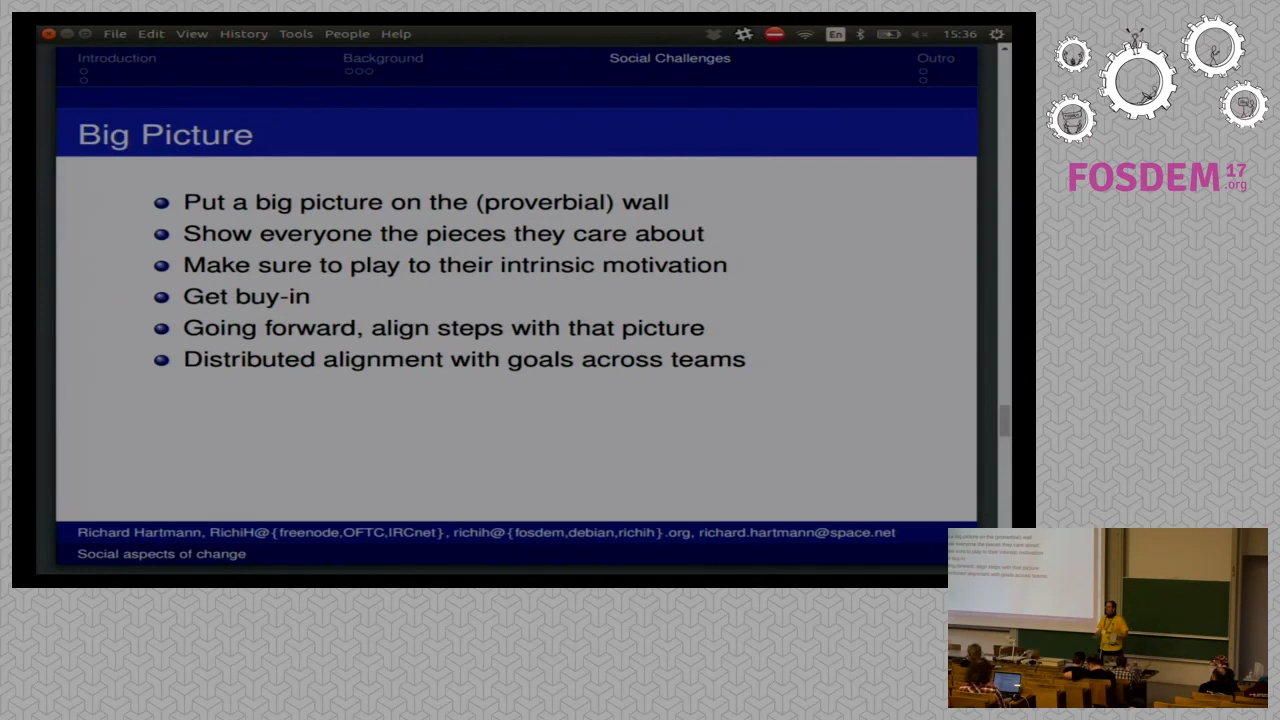 File Edit View History Tools People Help
En
15:36
Introduction Background Social Challenges Outro
Big Picture
Put a big picture on the (proverbial) wall
Show everyone the pieces they care about
Make sure to play to their intrinsic motivation
Get buy-in
Going forward, align steps with that picture
Distributed alignment with goals across teams
Richard Hartmann, RichiH@{freenode,OFTC,IRCnet}, richih@{fosdem,debian,richih}.org, richard.hartmann@space.net
Social aspects of change
FOSDEM 17
.org